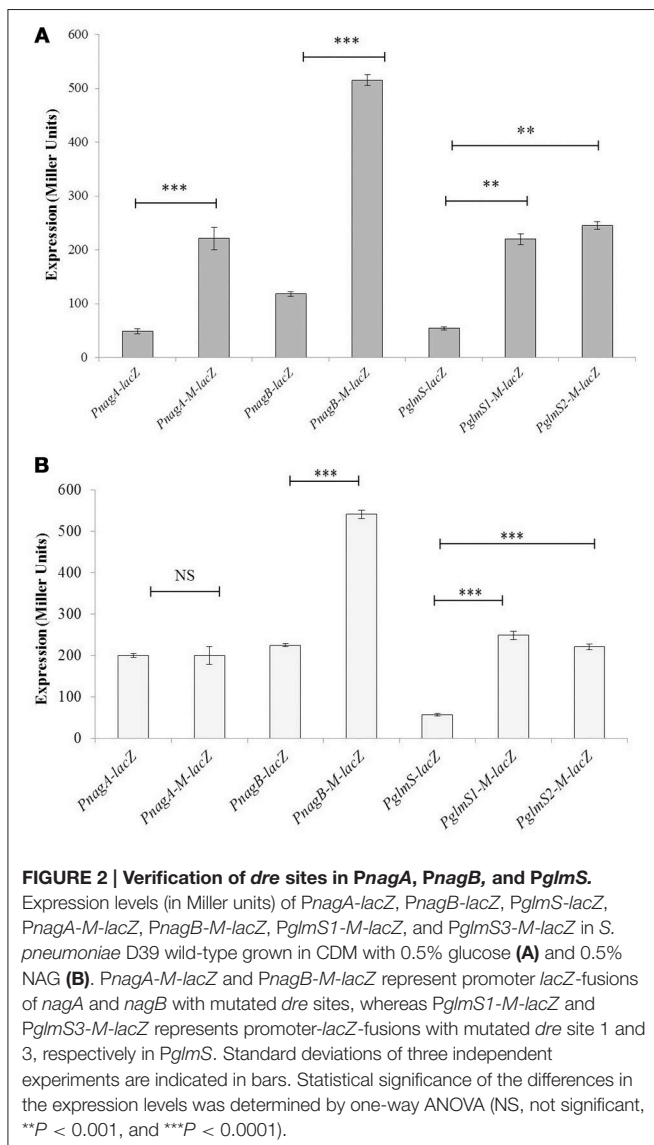 A
***
**
***
**
Expression (Miller Units)
600
500
400
300
200
100
0
PnagA-lacZ
PnagA-M-lacZ
PnagB-lacZ
PnagB-M-lacZ
PglmS-lacZ
PglmS1-M-lacZ
PglmS2-M-lacZ
B
***
***
NS
***
Expression (Miller Units)
600
500
400
300
200
100
0
PnagA-lacZ
PnagA-M-lacZ
PnagB-lacZ
PnagB-M-lacZ
PglmS-lacZ
PglmS1-M-lacZ
PglmS2-M-lacZ
FIGURE 2 | Verification of dre sites in PnagA, PnagB, and PglmS.
Expression levels (in Miller units) of PnagA-lacZ, PnagB-lacZ, PglmS-lacZ,
PnagA-M-lacZ, PnagB-M-lacZ, PglmS1-M-lacZ, and PglmS3-M-lacZ in S.
pneumoniae D39 wild-type grown in CDM with 0.5% glucose (A) and 0.5%
NAG (B). PnagA-M-lacZ and PnagB-M-lacZ represent promoter lacZ-fusions
of nagA and nagB with mutated dre sites, whereas PglmS1-M-lacZ and
PglmS3-M-lacZ represents promoter-lacZ-fusions with mutated dre site 1 and
3, respectively in PglmS. Standard deviations of three independent
experiments are indicated in bars. Statistical significance of the differences in
the expression levels was determined by one-way ANOVA (NS, not significant,
**P < 0.001, and ***P < 0.0001).